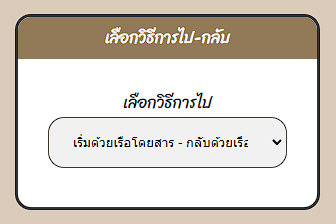 เลือกวิธีการไป-กลับ
เลือกวิธีการไป
เริ่มด้วยเรือโดยสาร - กลับด้วยเรือ